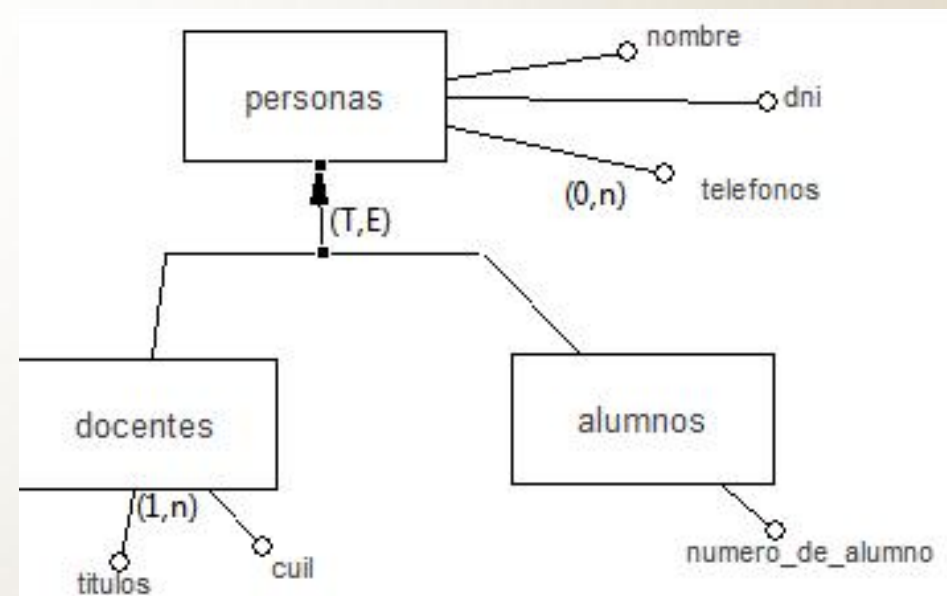 nombre
personas
dni
(0,n)
telefonos
(T,E)
docentes
alumnos
(1,n)
titulos
cuil
numero_de_alumno